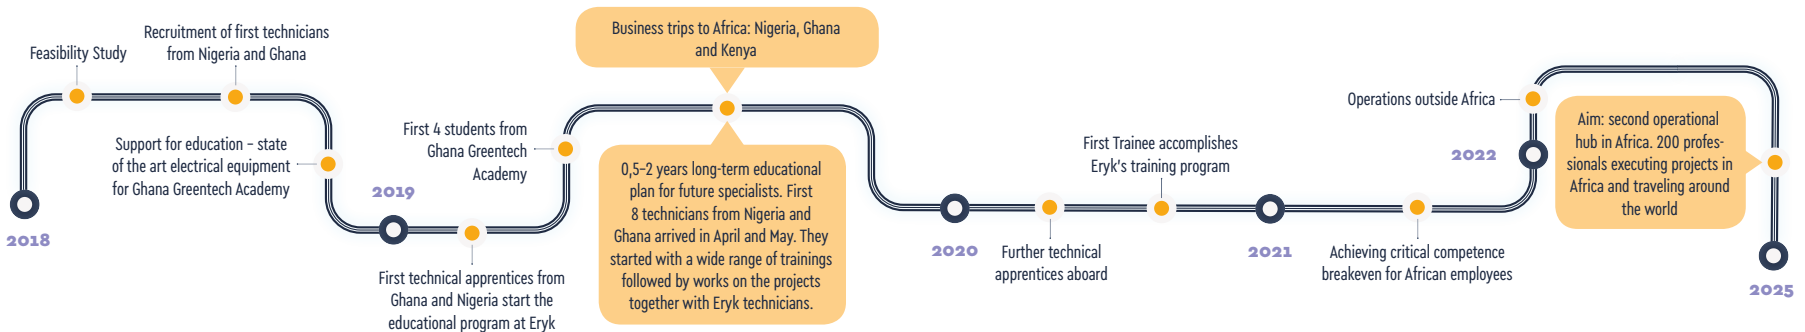 2018
Feasibility Study
Recruitment of first technicians
from Nigeria and Ghana
Support for education – state
of the art electrical equipment
for Ghana Greentech Academy
2019
First technical apprentices from
Ghana and Nigeria start the
educational program at Eryk
First 4 students from
Ghana Greentech
Academy
Business trips to Africa: Nigeria, Ghana
and Kenya
0,5–2 years long-term educational
plan for future specialists. First
8 technicians from Nigeria and
Ghana arrived in April and May. They
started with a wide range of trainings
followed by works on the projects
together with Eryk technicians.
2020
Further technical
apprentices aboard
First Trainee accomplishes
Eryk's training program
2021
Achieving critical competence
breakeven for African employees
2022
Operations outside Africa
Aim: second operational
hub in Africa. 200 profes-
sionals executing projects in
Africa and traveling around
the world
2025